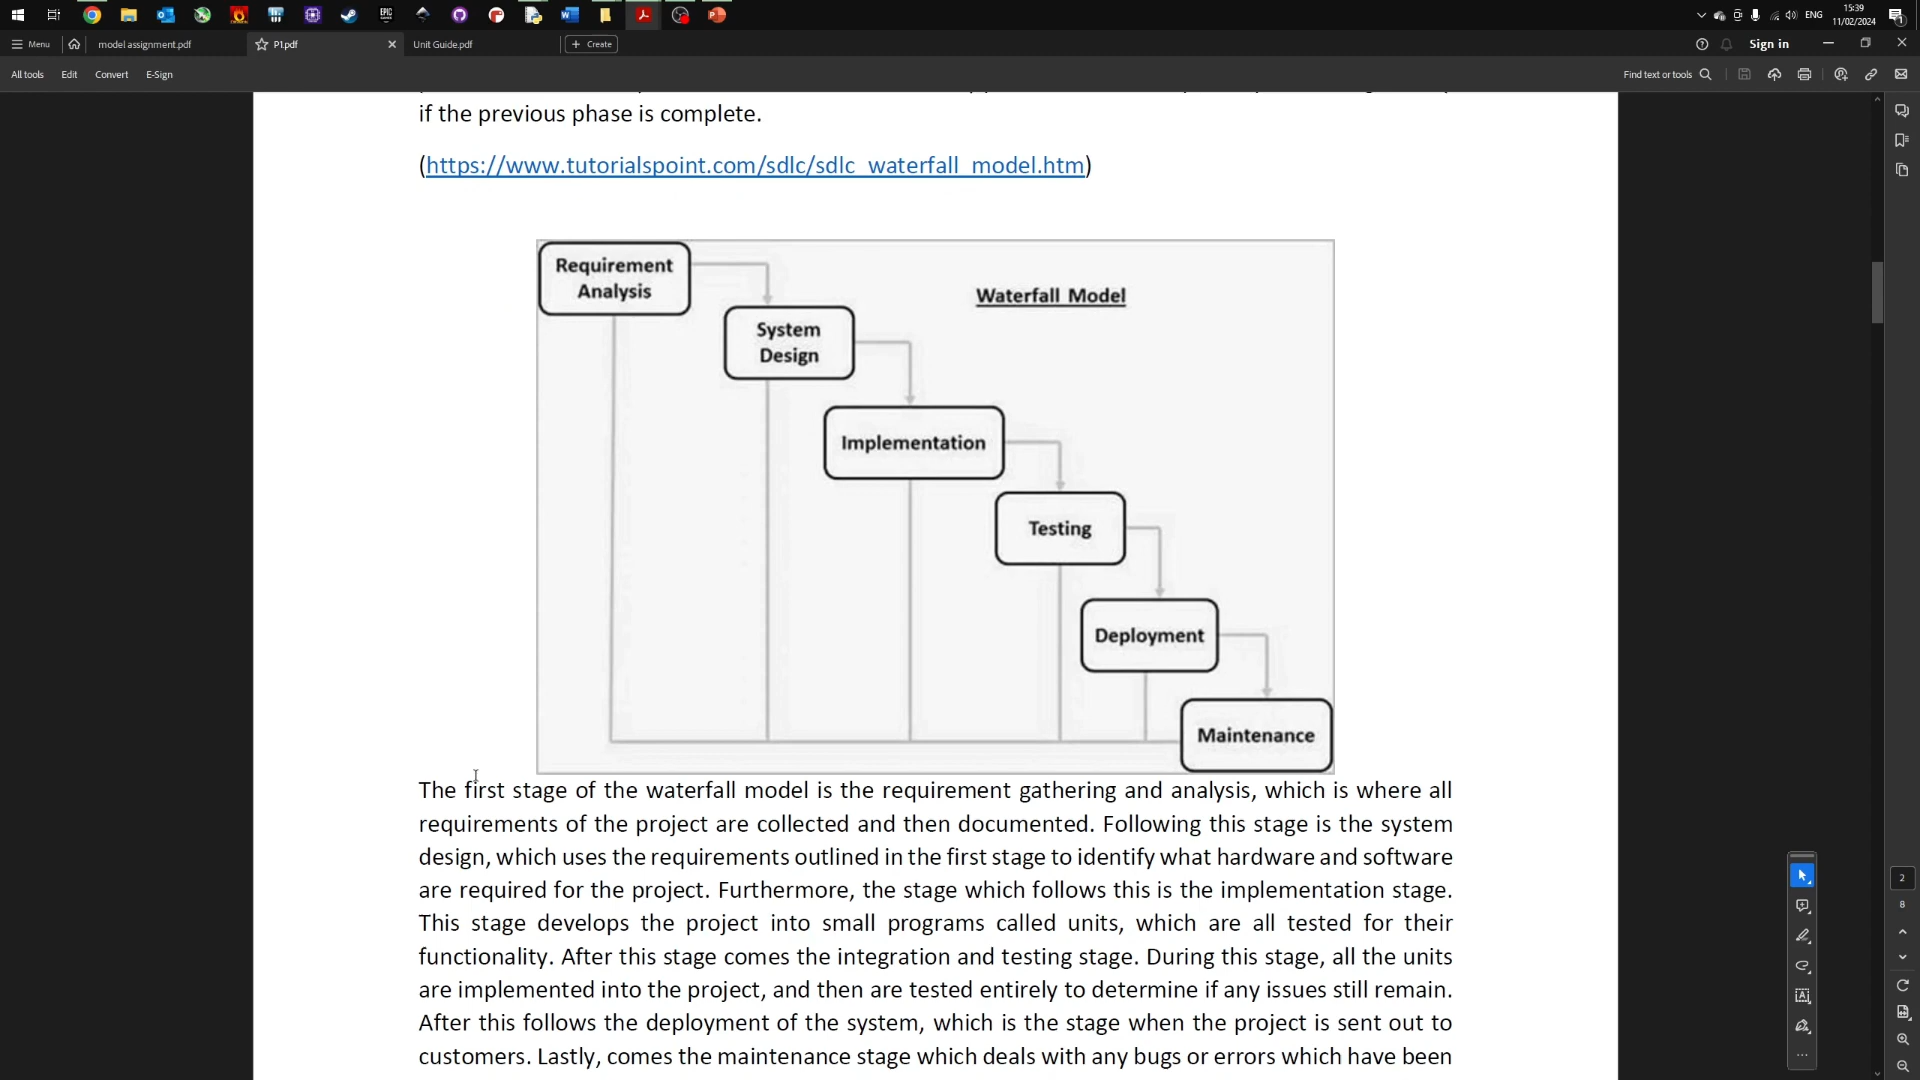 15:39
ENG
11/02/2024
Menu
model assignment.pdf
P1.pdf
Unit Guide.pdf
Create
Sign in
All tools
Edit
Convert
E-Sign
Find text or tools
if the previous phase is complete.
(https://www.tutorialspoint.com/sdlc/sdlc_waterfall_model.htm)
Requirement
Analysis
Waterfall Model
System
Design
Implementation
Testing
Deployment
Maintenance
The first stage of the waterfall model is the requirement gathering and analysis, which is where all
requirements of the project are collected and then documented. Following this stage is the system
design, which uses the requirements outlined in the first stage to identify what hardware and software
are required for the project. Furthermore, the stage which follows this is the implementation stage.
This stage develops the project into small programs called units, which are all tested for their
functionality. After this stage comes the integration and testing stage. During this stage, all the units
are implemented into the project, and then are tested entirely to determine if any issues still remain.
After this follows the deployment of the system, which is the stage when the project is sent out to
customers. Lastly, comes the maintenance stage which deals with any bugs or errors which have been
2
8